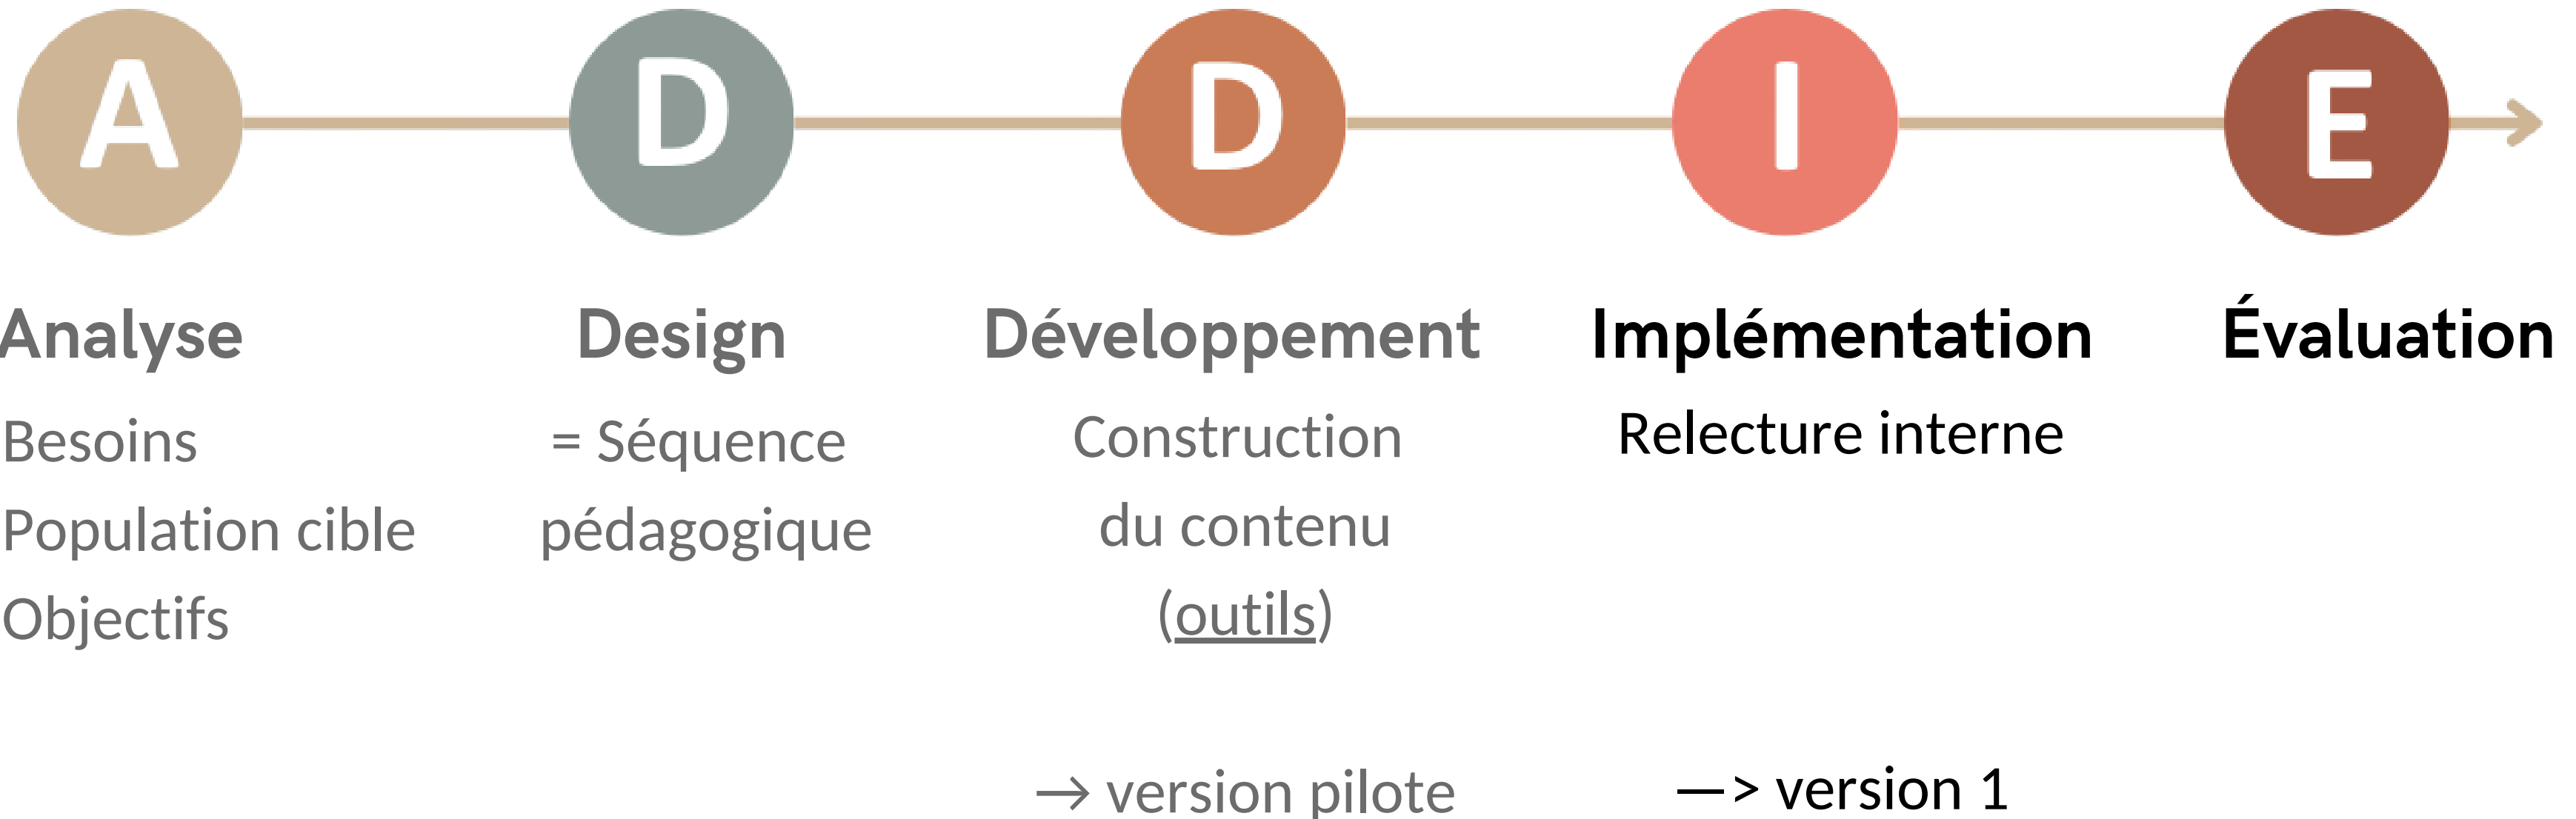 A
D
D
I
E
Analyse
Besoins
Population cible
Objectifs
Design
= Séquence
pédagogique
Développement
Construction
du contenu
(outils)
→ version pilote
Implémentation
Relecture interne
—> version 1
Évaluation